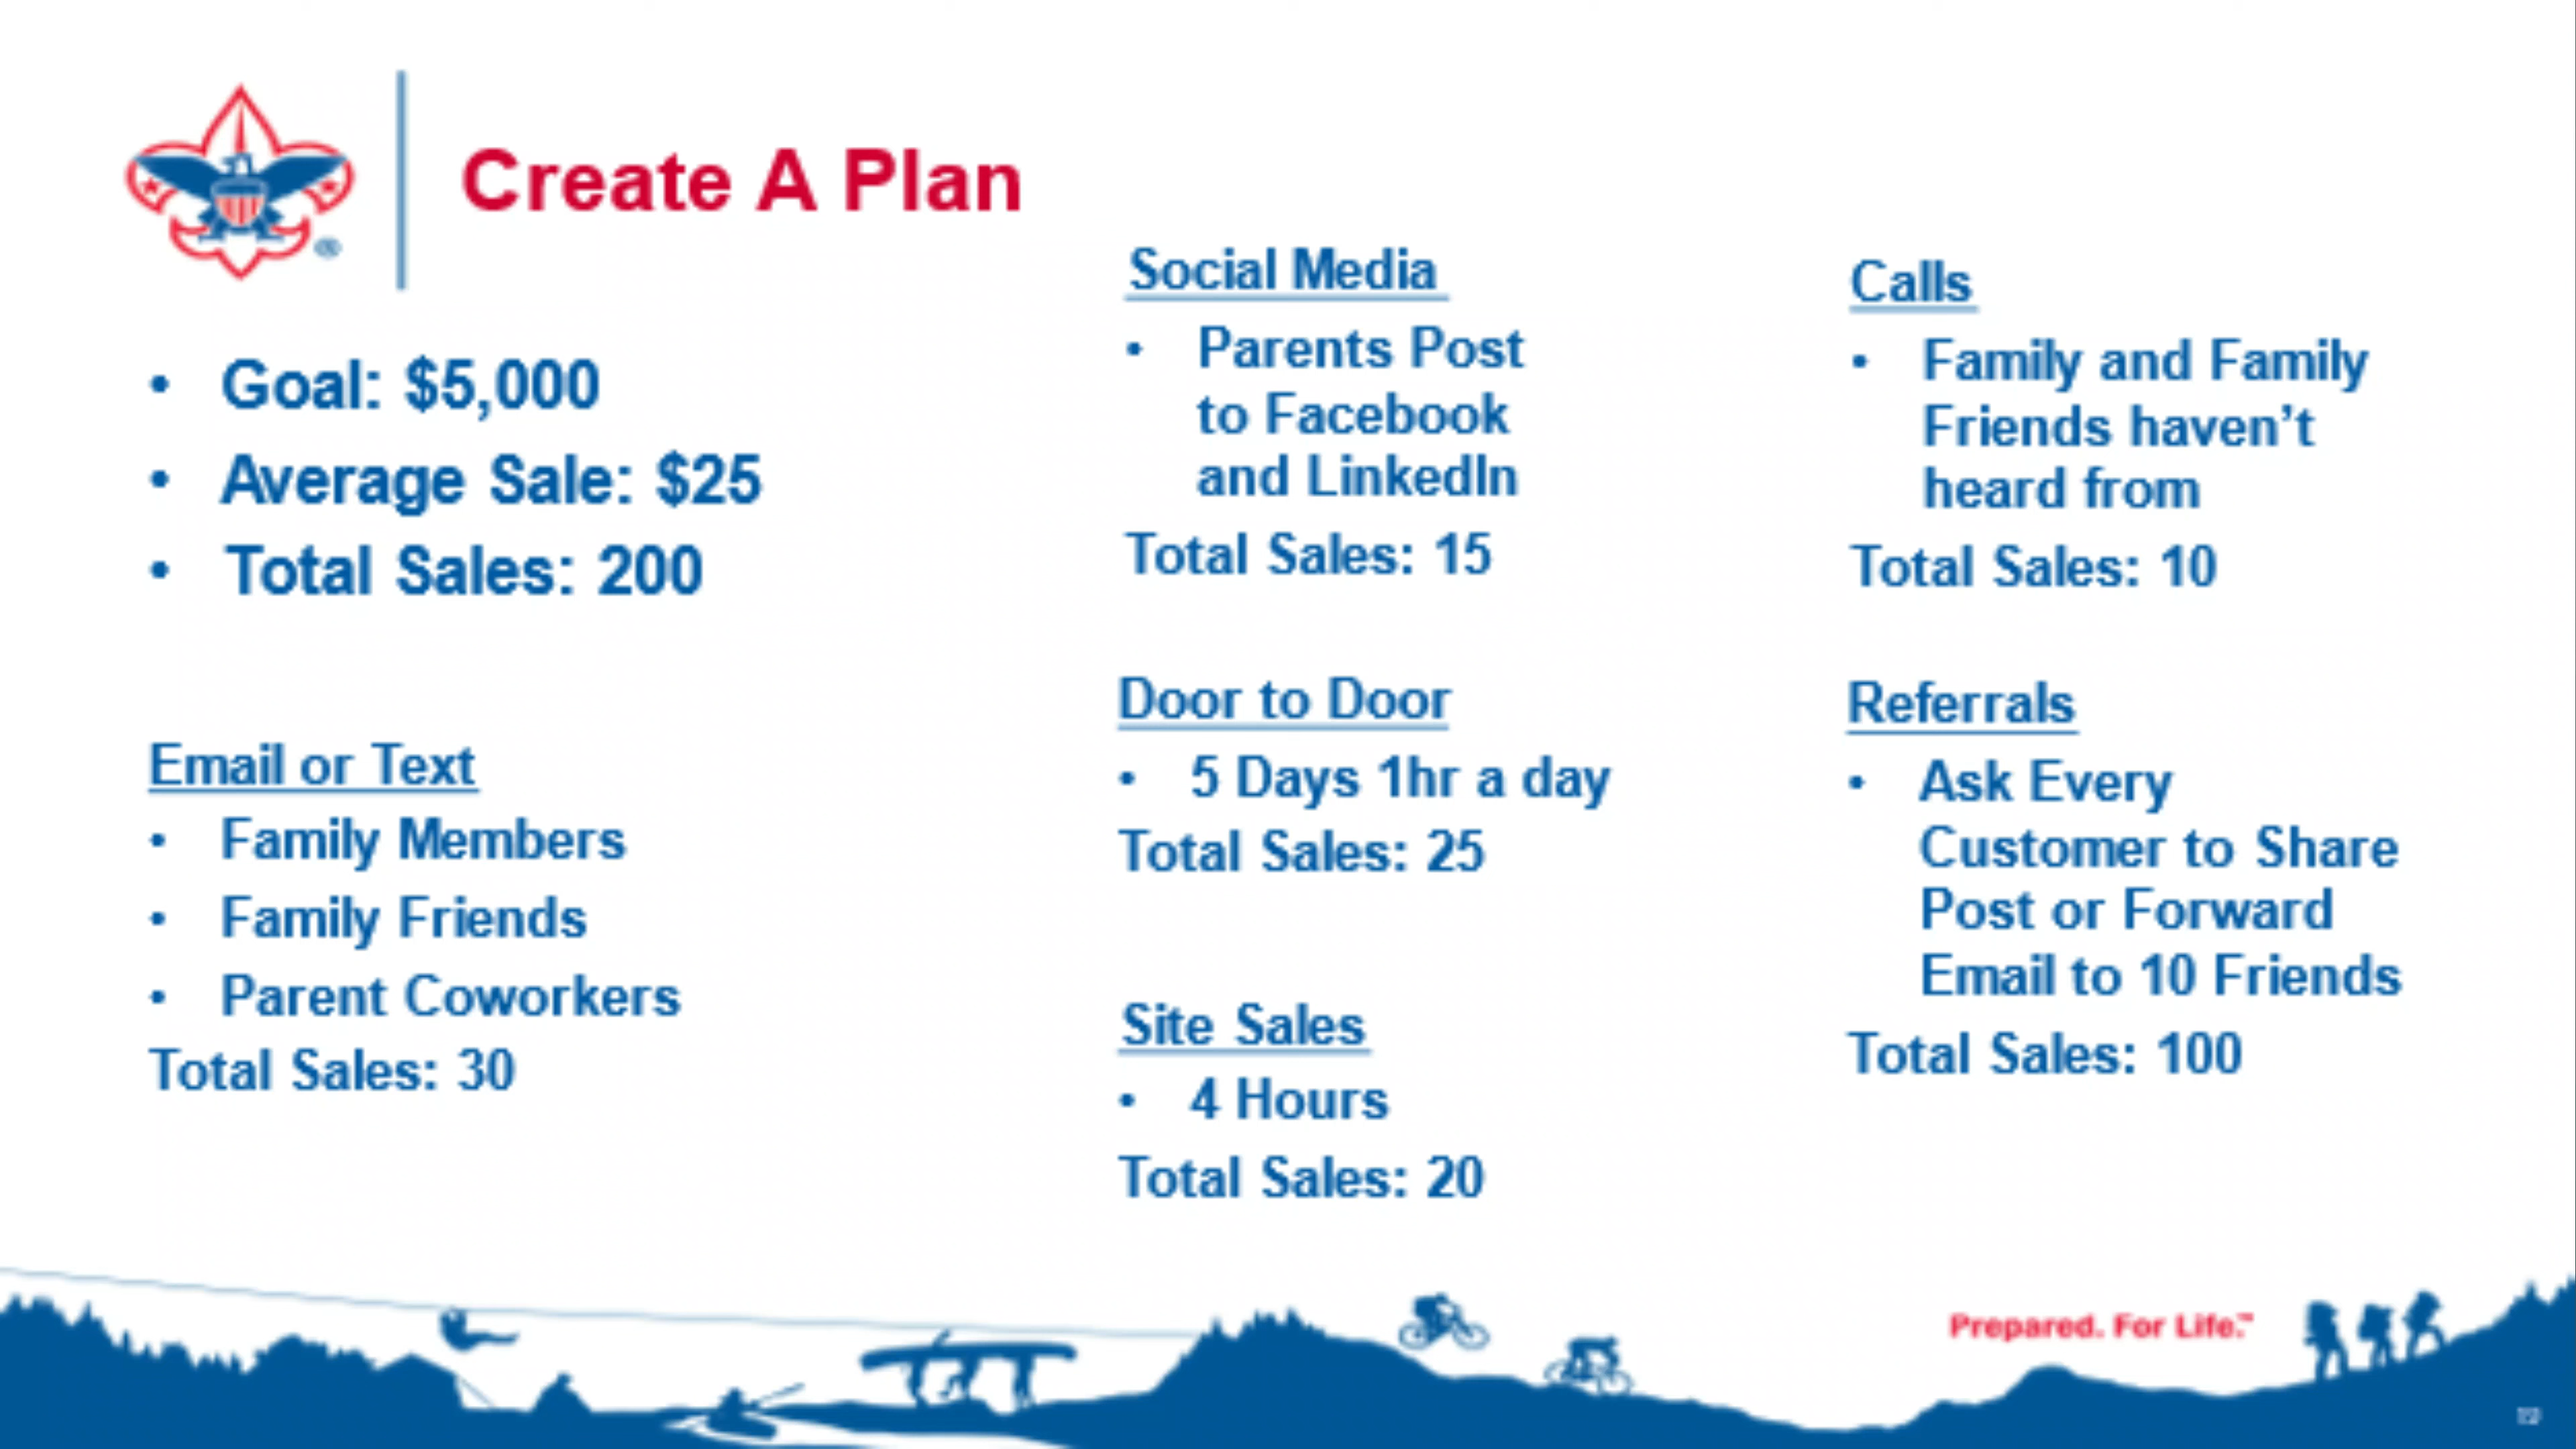 Create A Plan
• Goal: $5,000
• Average Sale: $25
• Total Sales: 200
Email or Text
• Family Members
• Family Friends
• Parent Coworkers
Total Sales: 30
Social Media
• Parents Post
to Facebook
and LinkedIn
Total Sales: 15
Door to Door
• 5 Days 1hr a day
Total Sales: 25
Site Sales
• 4 Hours
Total Sales: 20
Calls
• Family and Family
Friends haven’t
heard from
Total Sales: 10
Referrals
• Ask Every
Customer to Share
Post or Forward
Email to 10 Friends
Total Sales: 100
Prepared. For Life.™